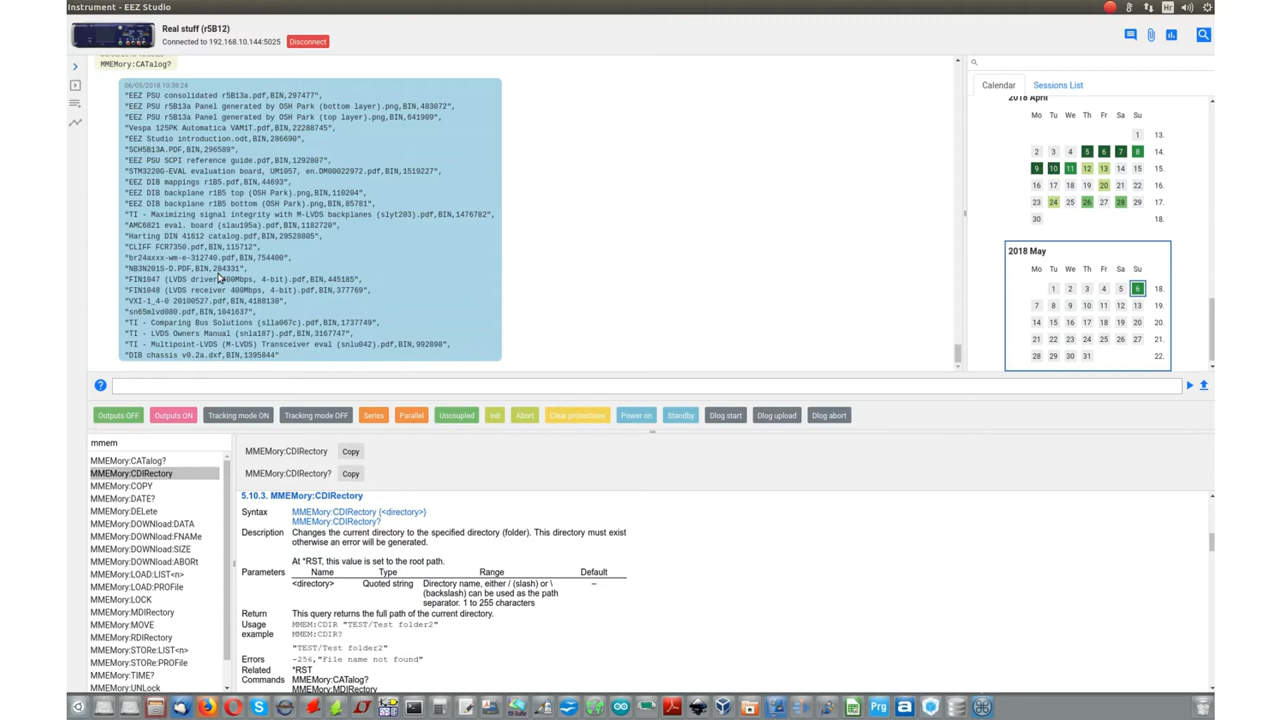 Instrument - EEZ Studio
Hr
Real stuff (r5B12)
Connected to 192.168.10.144:5025
Disconnect
MMEMory:CATalog?
06/05/2018 10:38:24
"EEZ PSU consolidated r5B13a.pdf,BIN,297477",
"EEZ PSU r5B13a Panel generated by OSH Park (bottom layer).png,BIN,483072",
"EEZ PSU r5B13a Panel generated by OSH Park (top layer).png,BIN,641909",
"Vespa 125PK Automatica VAM1T.pdf,BIN,22288745",
"EEZ Studio introduction.odt,BIN,286690",
"SCH5B13A.PDF,BIN,296589",
"EEZ PSU SCPI reference guide.pdf,BIN,1292807",
"STM3220G-EVAL evaluation board, UM1057, en.DM00022972.pdf,BIN,1519227",
"EEZ DIB mappings r1B5.pdf,BIN,44693",
"EEZ DIB backplane r1B5 top (OSH Park).png,BIN,110204",
"EEZ DIB backplane r1B5 bottom (OSH Park).png,BIN,85781",
"TI - Maximizing signal integrity with M-LVDS backplanes (slyt203).pdf,BIN,1476782",
"AMC6821 eval. board (slau195a).pdf,BIN,1182720",
"Harting DIN 41612 catalog.pdf,BIN,29528805",
"CLIFF FCR7350.pdf,BIN,115712",
"br24axxx-wm-e-312740.pdf,BIN,754400",
"NB3N201S-D.PDF,BIN,284331",
"FIN1047 (LVDS driver 400Mbps, 4-bit).pdf,BIN,445185",
"FIN1048 (LVDS receiver 400Mbps, 4-bit).pdf,BIN,377769",
"VXI-1_4-0 20100527.pdf,BIN,4188130",
"sn65mlvd080.pdf,BIN,1041637",
"TI - Comparing Bus Solutions (slla067c).pdf,BIN,1737749",
"TI - LVDS Owners Manual (snla187).pdf,BIN,3167747",
"TI - Multipoint-LVDS (M-LVDS) Transceiver eval (snlu042).pdf,BIN,992898",
"DIB chassis v0.2a.dxf,BIN,1395844"
Calendar Sessions List
2018 April
Mo Tu We Th Fr Sa Su
1 13.
2 3 4 5 6 7 8 14.
9 10 11 12 13 14 15 15.
16 17 18 19 20 21 22 16.
23 24 25 26 27 28 29 17.
30 18.
2018 May
Mo Tu We Th Fr Sa Su
1 2 3 4 5 6 18.
7 8 9 10 11 12 13 19.
14 15 16 17 18 19 20 20.
21 22 23 24 25 26 27 21.
28 29 30 31 22.
?
Outputs OFF Outputs ON Tracking mode ON Tracking mode OFF Series Parallel Uncoupled Init Abort Clear protections Power on Standby Dlog start Dlog upload Dlog abort
mmem
MMEMory:CATalog?
MMEMory:CDIRectory
MMEMory:COPY
MMEMory:DATE?
MMEMory:DELete
MMEMory:DOWNload:DATA
MMEMory:DOWNload:FNAMe
MMEMory:DOWNload:SIZE
MMEMory:DOWNload:ABORt
MMEMory:LOAD:LIST<n>
MMEMory:LOAD:PROFile
MMEMory:LOCK
MMEMory:MDIRectory
MMEMory:MOVE
MMEMory:RDIRectory
MMEMory:STORe:LIST<n>
MMEMory:STORe:PROFile
MMEMory:TIME?
MMEMory:UNLock
MMEMory:CDIRectory Copy
MMEMory:CDIRectory? Copy
5.10.3. MMEMory:CDIRectory
Syntax MMEMory:CDIRectory {<directory>}
MMEMory:CDIRectory?
Description Changes the current directory to the specified directory (folder). This directory must exist
otherwise an error will be generated.
At *RST, this value is set to the root path.
Parameters Name Type Range Default
<directory> Quoted string Directory name, either / (slash) or \ –
(backslash) can be used as the path
separator. 1 to 255 characters
Return This query returns the full path of the current directory.
Usage MMEM:CDIR "TEST/Test folder2"
example MMEM:CDIR?
"TEST/Test folder2"
Errors -256,"File name not found"
Related *RST
Commands MMEMory:CATalog?
MMEMory:MDIRectory
Prg